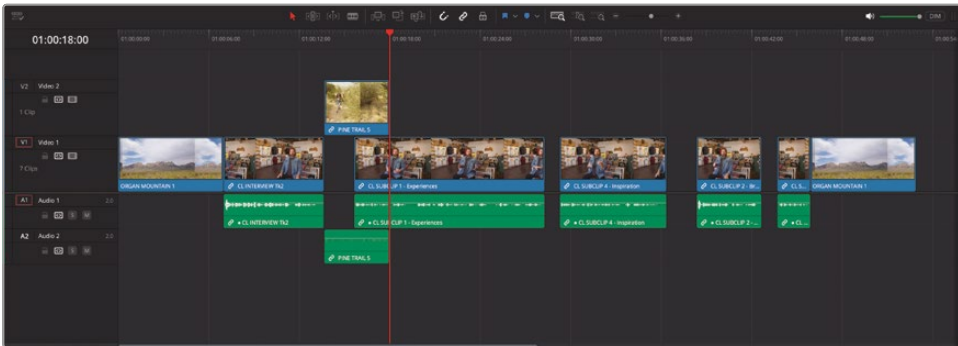 DIM
01:00:18:00
01:00:00:00
01:00:06:00
01:00:12:00
01:00:18:00
01:00:24:00
01:00:30:00
01:00:36:00
01:00:42:00
01:00:48:00
01:00:54
V2 Video 2
1 Clip
PINE TRAIL 5
V1 Video 1
7 Clips
ORGAN MOUNTAIN 1
CL INTERVIEW Tk2
CL SUBCLIP 1 - Experiences
CL SUBCLIP 4 - Inspiration
CL SUBCLIP 2 - Br...
CL S...
ORGAN MOUNTAIN 1
A1 Audio 1 2.0
S M
• CL INTERVIEW Tk2
• CL SUBCLIP 1 - Experiences
• CL SUBCLIP 4 - Inspiration
• CL SUBCLIP 2 - ...
• CL ...
A2 Audio 2 2.0
S M
PINE TRAIL 5